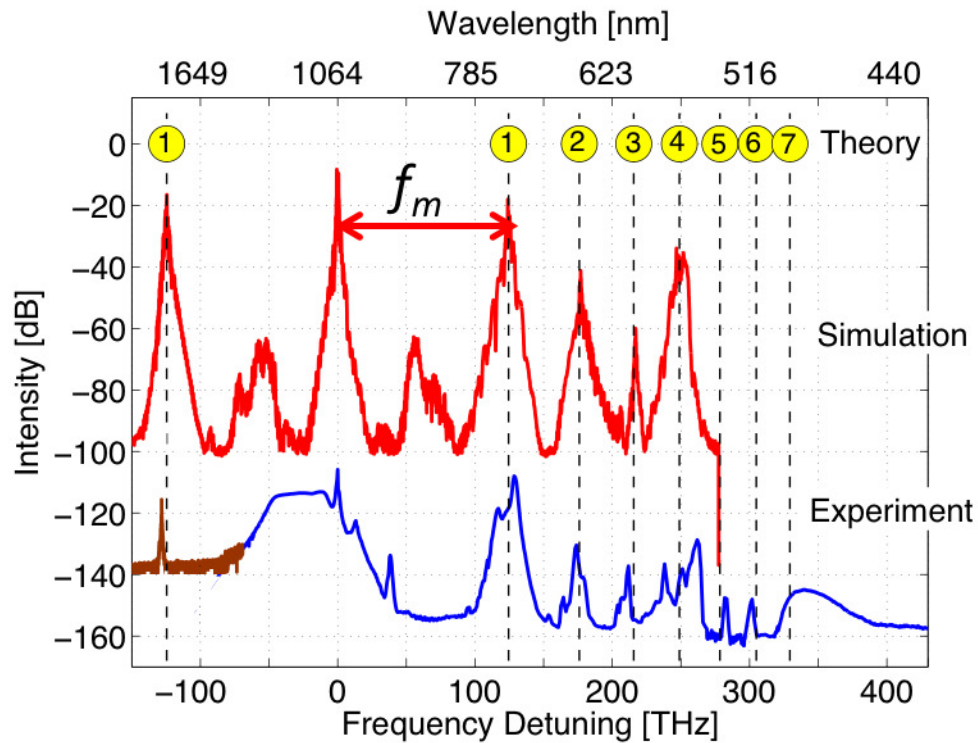 Wavelength [nm]
1649 1064 785 623 516 440
0 1 1 2 3 4 5 6 7 Theory
f_m
−20
−40
−60 Simulation
−80
−100
−120 Experiment
−140
−160
Intensity [dB]
−100 0 100 200 300 400
Frequency Detuning [THz]